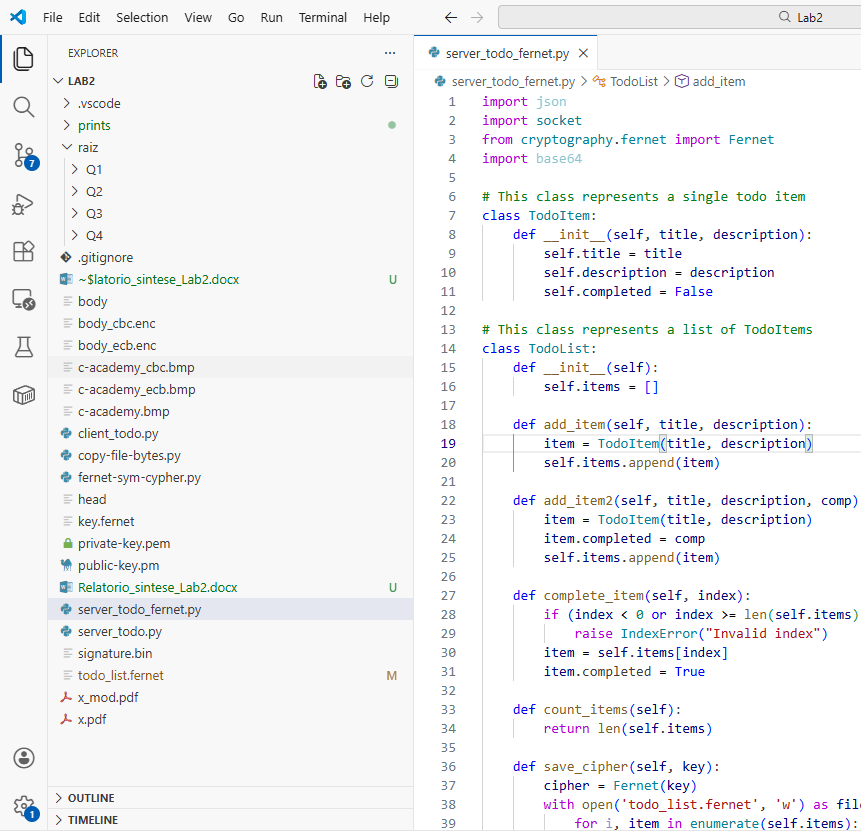 File Edit Selection View Go Run Terminal Help
Lab2
EXPLORER
LAB2
.vscode
prints
raiz
Q1
Q2
Q3
Q4
.gitignore
~$latorio_sintese_Lab2.docx U
body
body_cbc.enc
body_ecb.enc
c-academy_cbc.bmp
c-academy_ecb.bmp
c-academy.bmp
client_todo.py
copy-file-bytes.py
fernet-sym-cypher.py
head
key.fernet
private-key.pem
public-key.pm
Relatorio_sintese_Lab2.docx U
server_todo_fernet.py
server_todo.py
signature.bin
todo_list.fernet M
x_mod.pdf
x.pdf
OUTLINE
TIMELINE
7
1
server_todo_fernet.py
server_todo_fernet.py > TodoList > add_item
1 import json
2 import socket
3 from cryptography.fernet import Fernet
4 import base64
5
6 # This class represents a single todo item
7 class TodoItem:
8 def __init__(self, title, description):
9 self.title = title
10 self.description = description
11 self.completed = False
12
13 # This class represents a list of TodoItems
14 class TodoList:
15 def __init__(self):
16 self.items = []
17
18 def add_item(self, title, description):
19 item = TodoItem(title, description)
20 self.items.append(item)
21
22 def add_item2(self, title, description, comp)
23 item = TodoItem(title, description)
24 item.completed = comp
25 self.items.append(item)
26
27 def complete_item(self, index):
28 if (index < 0 or index >= len(self.items)
29 raise IndexError("Invalid index")
30 item = self.items[index]
31 item.completed = True
32
33 def count_items(self):
34 return len(self.items)
35
36 def save_cipher(self, key):
37 cipher = Fernet(key)
38 with open('todo_list.fernet', 'w') as file
39 for i, item in enumerate(self.items):